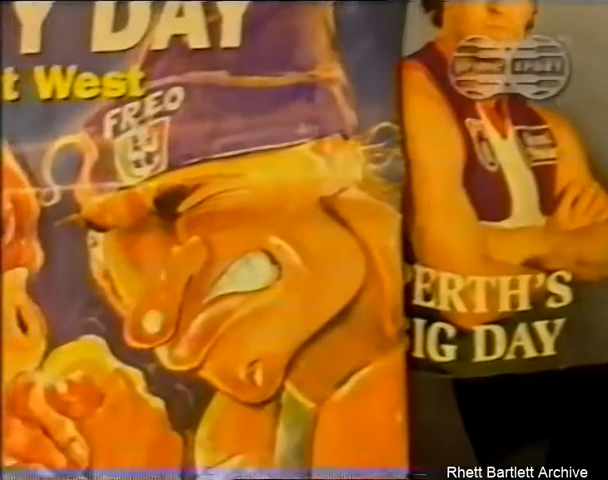 Y DAY
t West
FREO
ERTH'S
IG DAY
Rhett Bartlett Archive